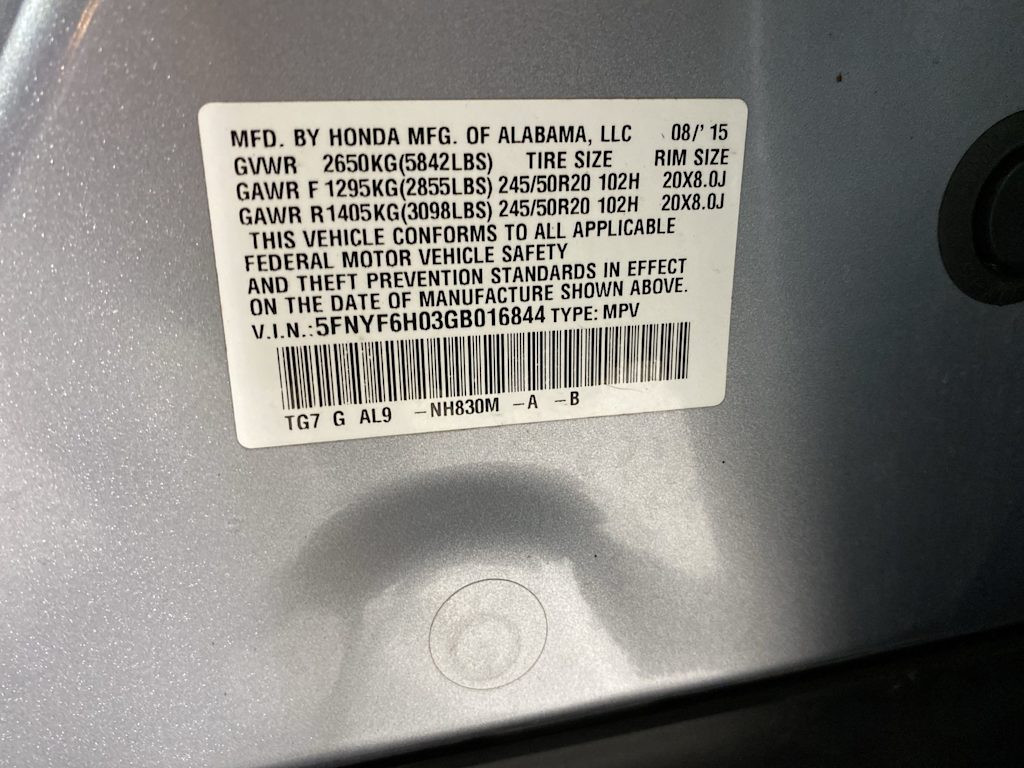 MFD. BY HONDA MFG. OF ALABAMA, LLC 08/'15
GVWR 2650KG(5842LBS) TIRE SIZE RIM SIZE
GAWR F 1295KG(2855LBS) 245/50R20 102H 20X8.0J
GAWR R1405KG(3098LBS) 245/50R20 102H 20X8.0J
THIS VEHICLE CONFORMS TO ALL APPLICABLE
FEDERAL MOTOR VEHICLE SAFETY
AND THEFT PREVENTION STANDARDS IN EFFECT
ON THE DATE OF MANUFACTURE SHOWN ABOVE.
V.I.N.:5FNYF6H03GB016844 TYPE: MPV
TG7 G AL9 -NH830M -A -B